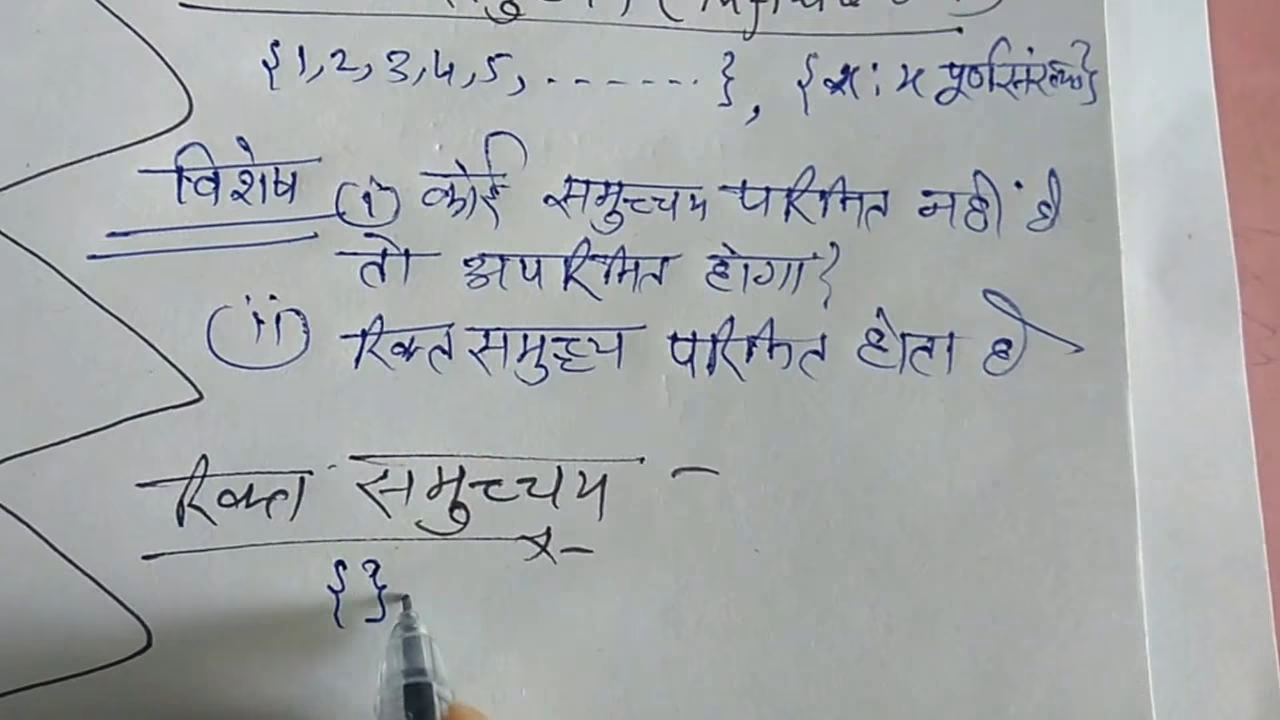 {1,2,3,4,5,.......}, {x : x पूर्णसंख्या}
विशेष (i) कोई समुच्चय परिमित नहीं है
तो अपरिमित होगा?
(ii) रिक्त समुच्चय परिमित होता है
रिक्त समुच्चय –
{}